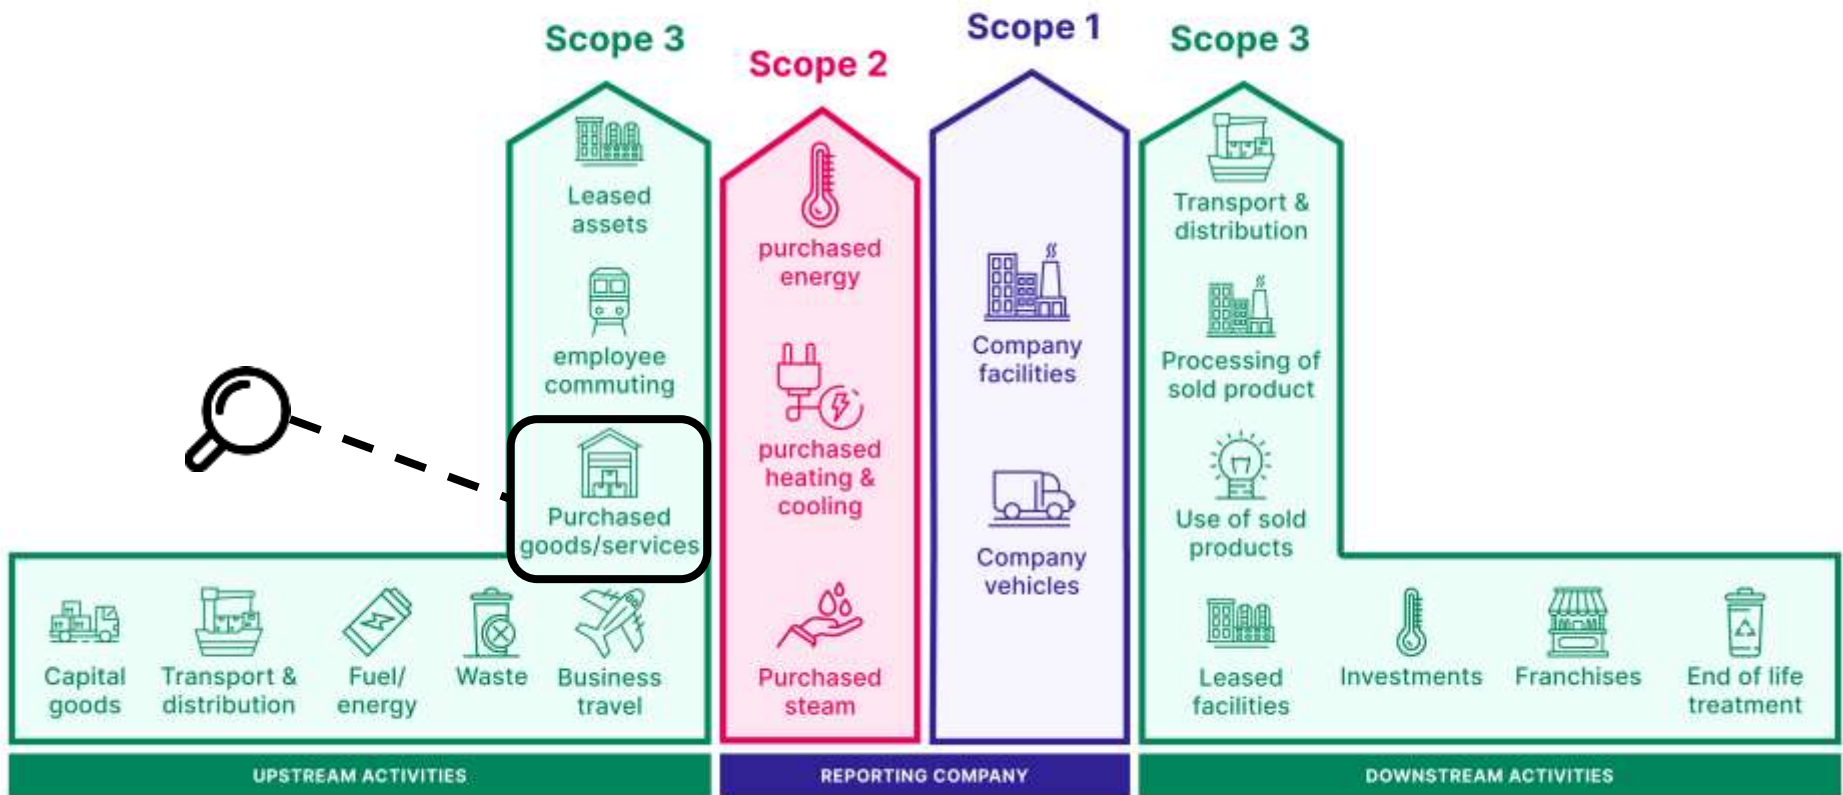 Scope 3
Leased
assets
employee
commuting
Purchased
goods/services
Capital
goods
Transport &
distribution
Fuel/
energy
Waste
Business
travel
UPSTREAM ACTIVITIES
Scope 2
purchased
energy
purchased
heating &
cooling
Purchased
steam
Scope 1
Company
facilities
Company
vehicles
REPORTING COMPANY
Scope 3
Transport &
distribution
Processing of
sold product
Use of sold
products
Leased
facilities
Investments
Franchises
End of life
treatment
DOWNSTREAM ACTIVITIES